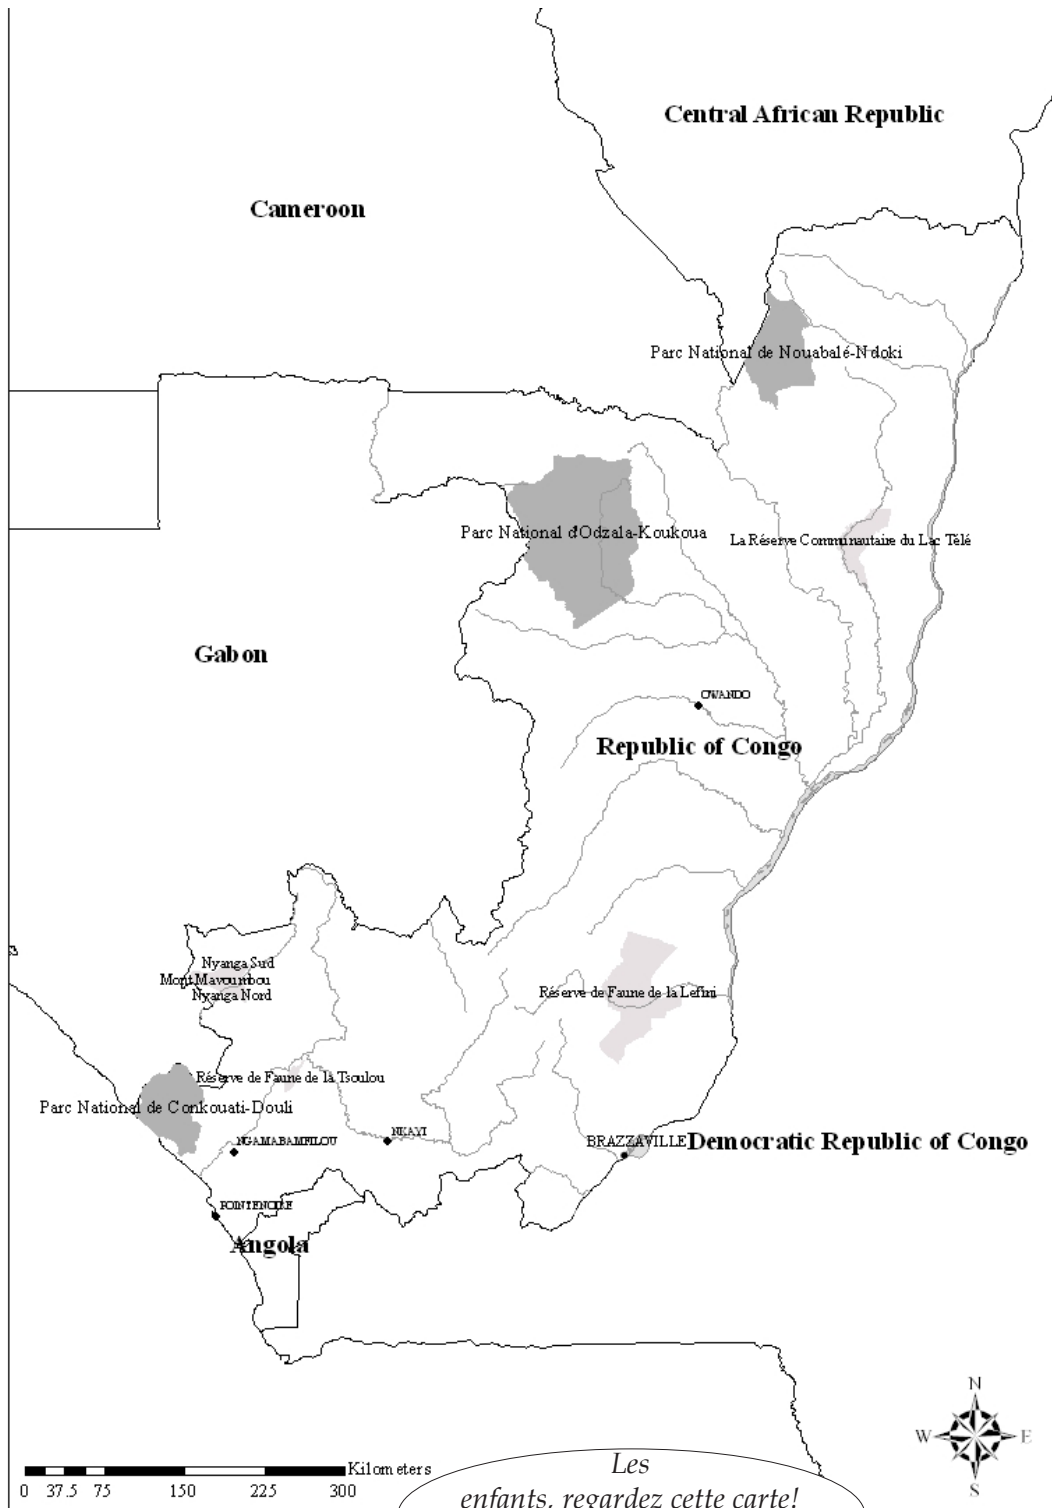 Central African Republic
Cameroon
Parc National de Nouabalé-Ndoki
Parc National d'Odzala-Koukoua
La Réserve Communautaire du Lac Télé
Gabon
OWANDO
Republic of Congo
Nyanga Sud
Mont Mavoumbou
Nyanga Nord
Réserve de Faune de la Lefini
Réserve de Faune de la Tsoulou
Parc National de Conkouati-Douli
NKAYI
NGAMABAMFILOU
BRAZZAVILLE
Democratic Republic of Congo
POINTENOIRE
Angola
N
W E
S
Kilometers
0 37.5 75 150 225 300
Les
enfants, regardez cette carte!